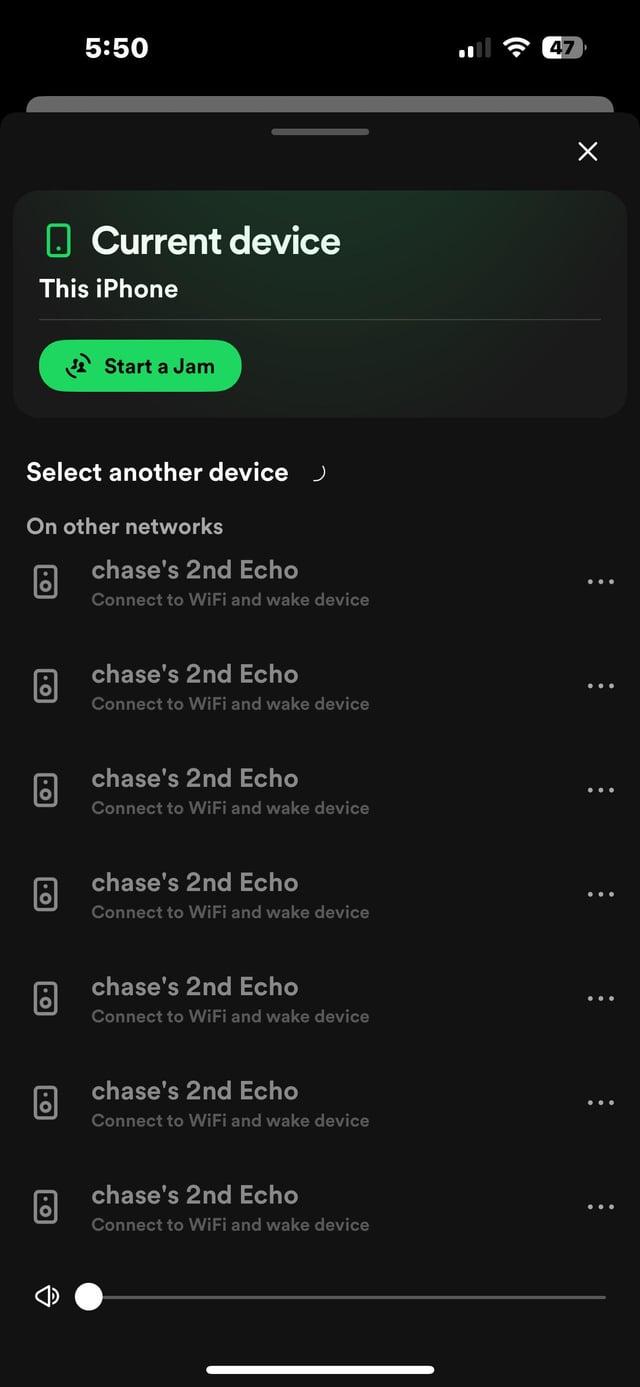 5:50
47
Current device
This iPhone
Start a Jam
Select another device
On other networks
chase's 2nd Echo
Connect to WiFi and wake device
chase's 2nd Echo
Connect to WiFi and wake device
chase's 2nd Echo
Connect to WiFi and wake device
chase's 2nd Echo
Connect to WiFi and wake device
chase's 2nd Echo
Connect to WiFi and wake device
chase's 2nd Echo
Connect to WiFi and wake device
chase's 2nd Echo
Connect to WiFi and wake device